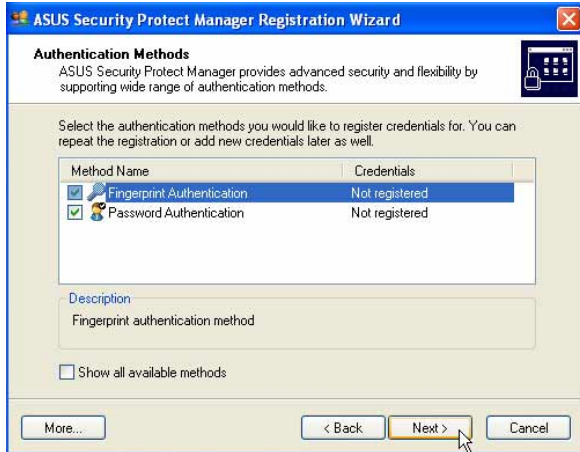 ASUS Security Protect Manager Registration Wizard
Authentication Methods
ASUS Security Protect Manager provides advanced security and flexibility by
supporting wide range of authentication methods.
Select the authentication methods you would like to register credentials for. You can
repeat the registration or add new credentials later as well.
Method Name Credentials
Fingerprint Authentication Not registered
Password Authentication Not registered
Description
Fingerprint authentication method
Show all available methods
More... < Back Next > Cancel